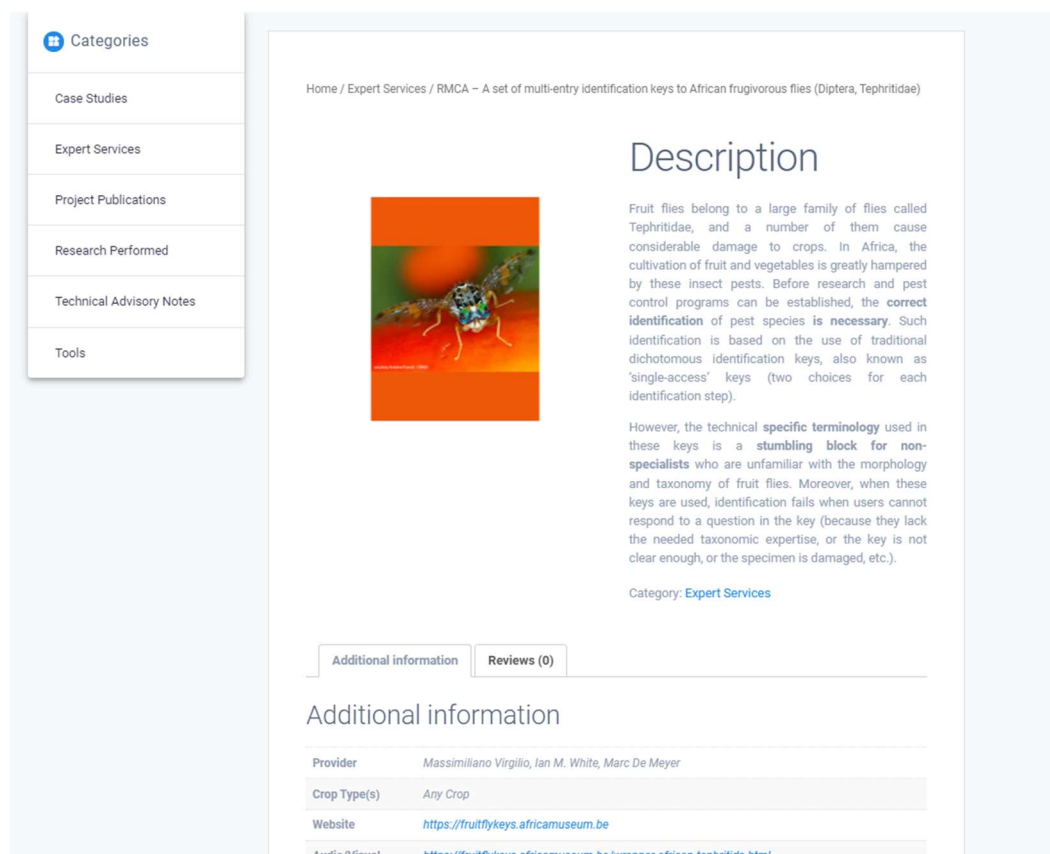 Categories
Case Studies
Expert Services
Project Publications
Research Performed
Technical Advisory Notes
Tools
Home / Expert Services / RMCA – A set of multi-entry identification keys to African frugivorous flies (Diptera, Tephritidae)
Description
Fruit flies belong to a large family of flies called
Tephritidae, and a number of them cause
considerable damage to crops. In Africa, the
cultivation of fruit and vegetables is greatly hampered
by these insect pests. Before research and pest
control programs can be established, the correct
identification of pest species is necessary. Such
identification is based on the use of traditional
dichotomous identification keys, also known as
'single-access' keys (two choices for each
identification step).
However, the technical specific terminology used in
these keys is a stumbling block for non-
specialists who are unfamiliar with the morphology
and taxonomy of fruit flies. Moreover, when these
keys are used, identification fails when users cannot
respond to a question in the key (because they lack
the needed taxonomic expertise, or the key is not
clear enough, or the specimen is damaged, etc.).
Category: Expert Services
Additional information
Reviews (0)
Additional information
Provider Massimiliano Virgilio, Ian M. White, Marc De Meyer
Crop Type(s) Any Crop
Website https://fruitflykeys.africamuseum.be